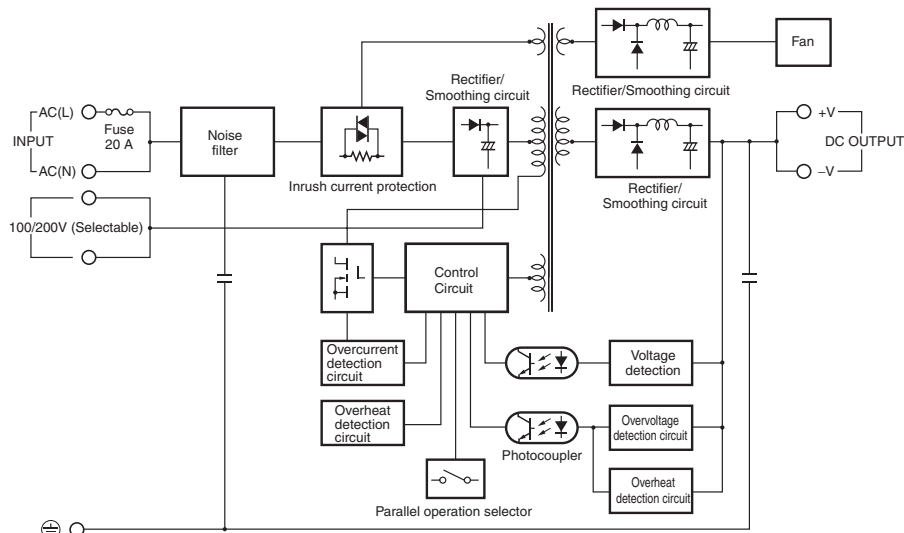 Fan
Rectifier/Smoothing circuit
Rectifier/
Smoothing circuit
AC(L)
Fuse
20 A
INPUT
AC(N)
Noise
filter
Inrush current protection
Rectifier/
Smoothing circuit
+V
DC OUTPUT
–V
100/200V (Selectable)
Control
Circuit
Overcurrent
detection
circuit
Voltage
detection
Overheat
detection
circuit
Photocoupler
Overvoltage
detection circuit
Overheat
detection circuit
Parallel operation selector